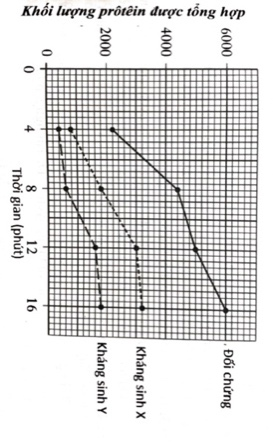 Khối lượng prôtêin được tổng hợp
0 2000 4000 6000
0
4
8
12
16
Thời gian (phút)
Đối chứng
Kháng sinh X
Kháng sinh Y